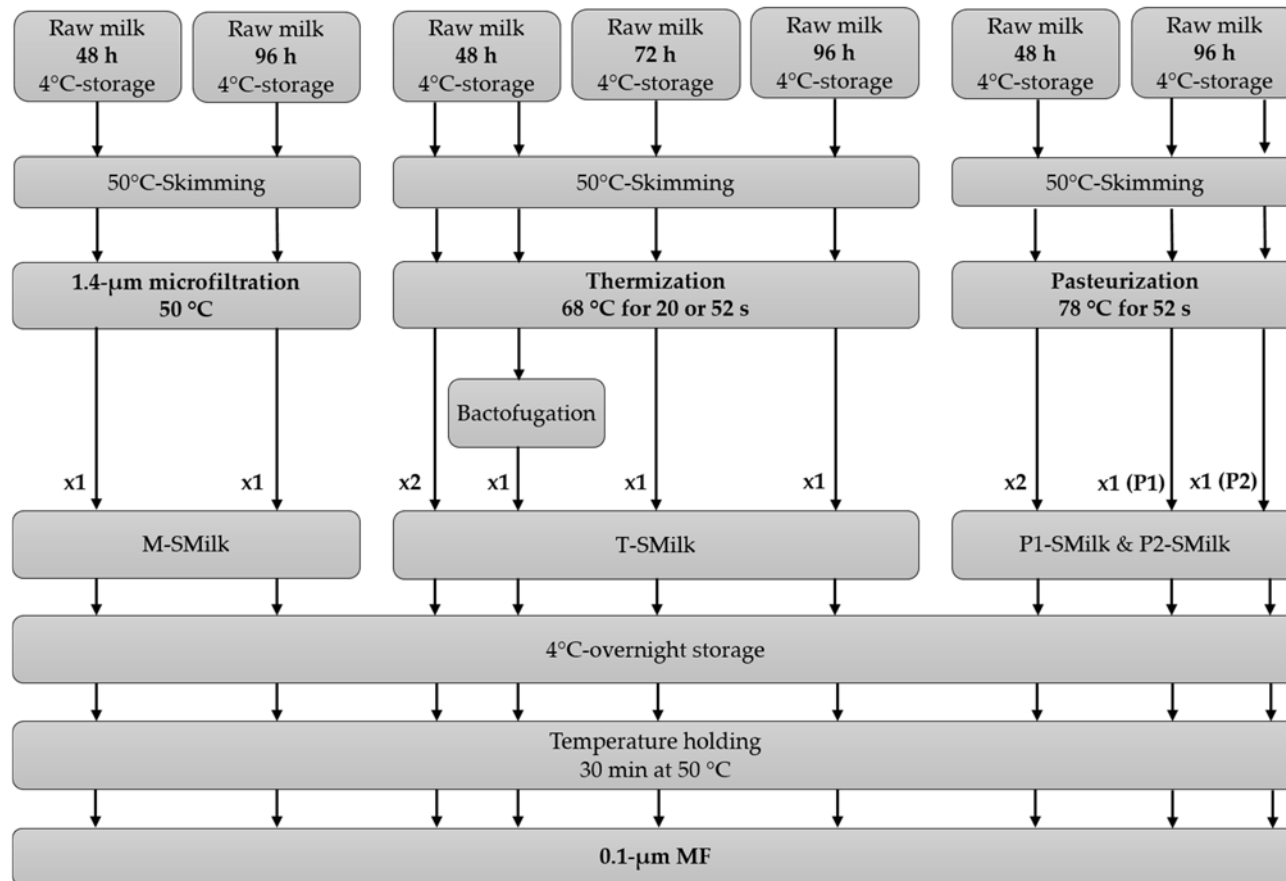 Raw milk
48 h
4°C-storage
Raw milk
96 h
4°C-storage
Raw milk
48 h
4°C-storage
Raw milk
72 h
4°C-storage
Raw milk
96 h
4°C-storage
Raw milk
48 h
4°C-storage
Raw milk
96 h
4°C-storage
50°C-Skimming
50°C-Skimming
50°C-Skimming
1.4-µm microfiltration
50 °C
Thermization
68 °C for 20 or 52 s
Pasteurization
78 °C for 52 s
Bactofugation
x1
x1
x2
x1
x1
x1
x2
x1 (P1)
x1 (P2)
M-SMilk
T-SMilk
P1-SMilk & P2-SMilk
4°C-overnight storage
Temperature holding
30 min at 50 °C
0.1-µm MF